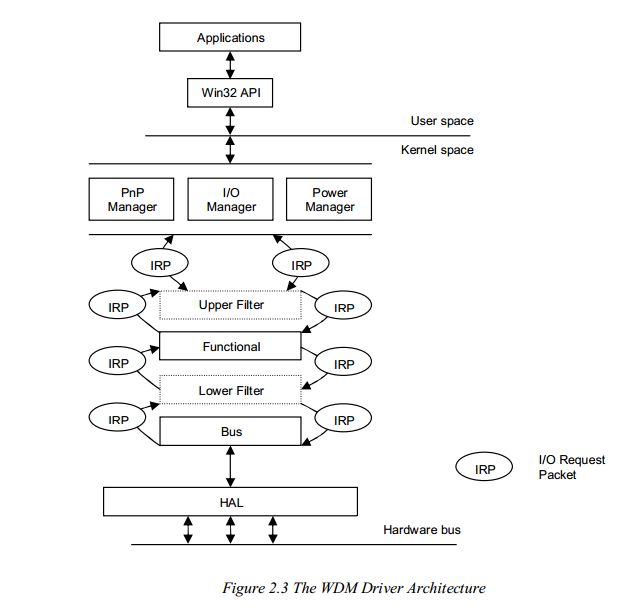 Applications
Win32 API
User space
Kernel space
PnP
Manager
I/O
Manager
Power
Manager
IRP
IRP
IRP
Upper Filter
IRP
Functional
IRP
IRP
Lower Filter
IRP
IRP
Bus
IRP
I/O Request
Packet
HAL
Hardware bus
Figure 2.3 The WDM Driver Architecture